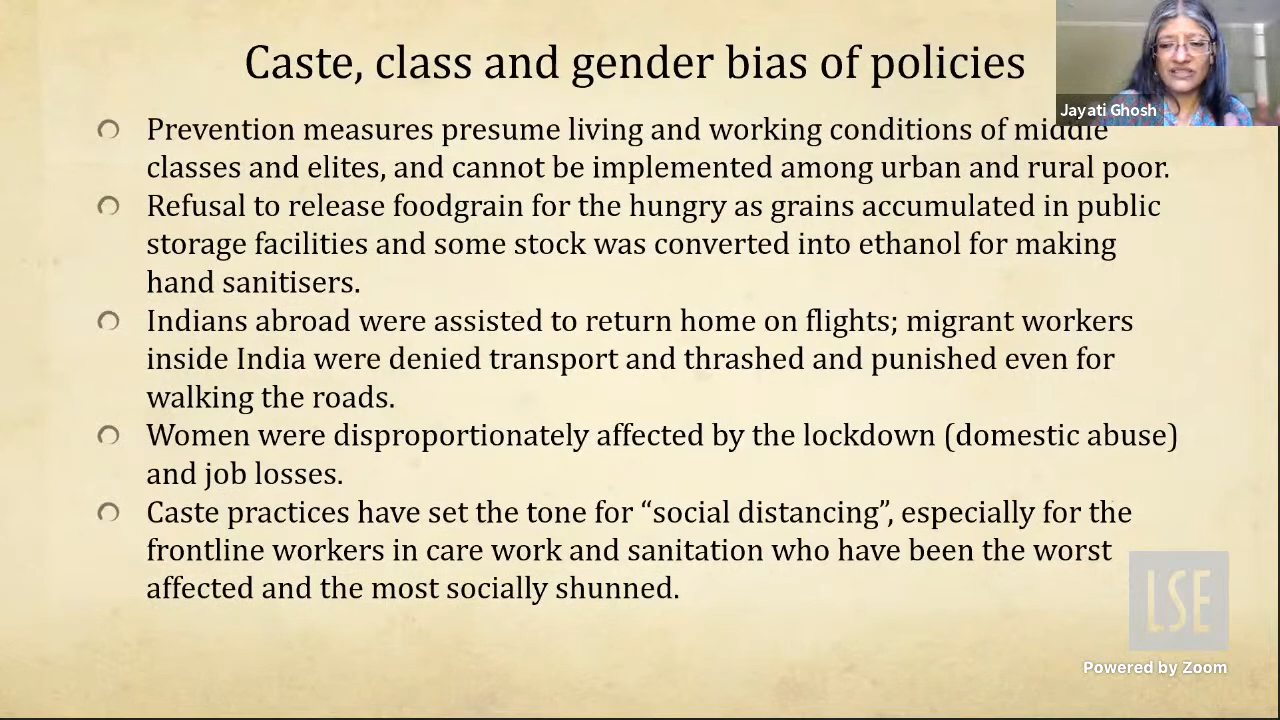 Caste, class and gender bias of policies
Jayati Ghosh
Prevention measures presume living and working conditions of middle
classes and elites, and cannot be implemented among urban and rural poor.
Refusal to release foodgrain for the hungry as grains accumulated in public
storage facilities and some stock was converted into ethanol for making
hand sanitisers.
Indians abroad were assisted to return home on flights; migrant workers
inside India were denied transport and thrashed and punished even for
walking the roads.
Women were disproportionately affected by the lockdown (domestic abuse)
and job losses.
Caste practices have set the tone for “social distancing”, especially for the
frontline workers in care work and sanitation who have been the worst
affected and the most socially shunned.
LSE
Powered by Zoom